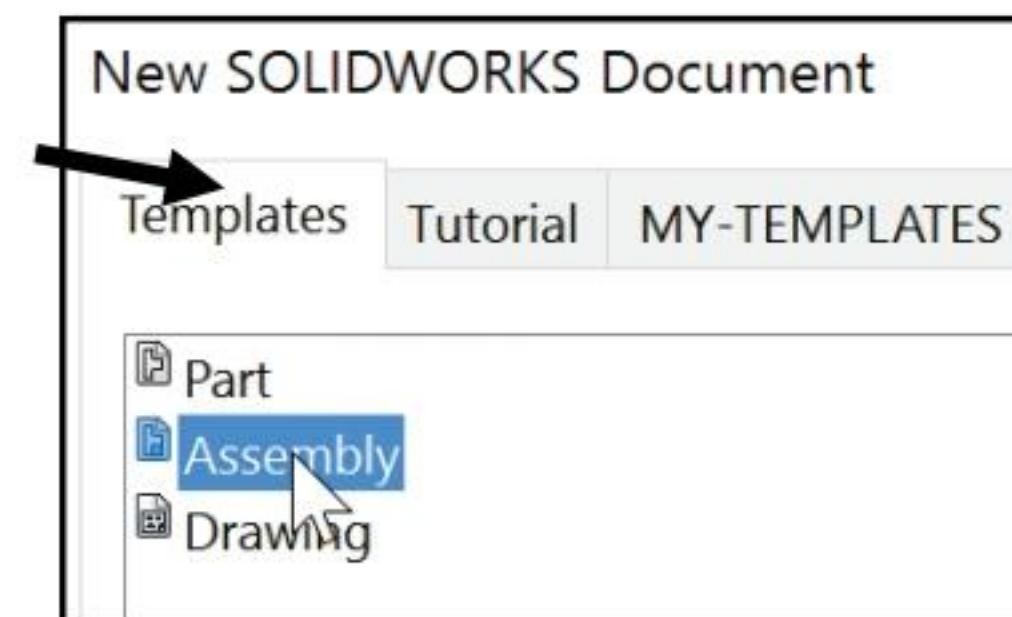 New SOLIDWORKS Document
Templates Tutorial MY-TEMPLATES
Part
Assembly
Drawing